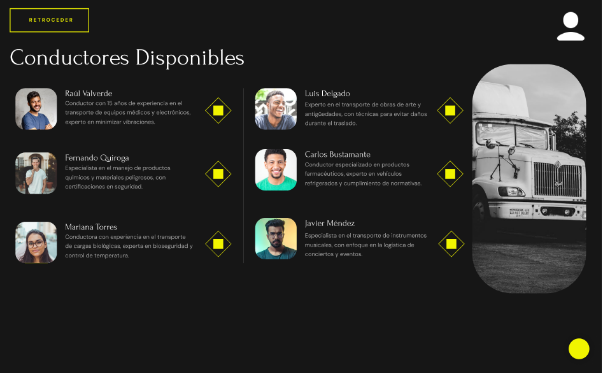 RETROCEDER
Conductores Disponibles
Raúl Valverde
Conductor con 15 años de experiencia en el
transporte de equipos médicos y electrónicos,
experto en minimizar vibraciones.
Fernando Quiroga
Especialista en el manejo de productos
químicos y materiales peligrosos, con
certificaciones en seguridad.
Mariana Torres
Conductora con experiencia en el transporte
de cargas biológicas, experta en bioseguridad y
control de temperatura.
Luis Delgado
Experto en el transporte de obras de arte y
antigüedades, con técnicas para evitar daños
durante el traslado.
Carlos Bustamante
Conductor especializado en productos
farmacéuticos, experto en vehículos
refrigerados y cumplimiento de normativas.
Javier Méndez
Especialista en el transporte de instrumentos
musicales, con enfoque en la logística de
conciertos y eventos.